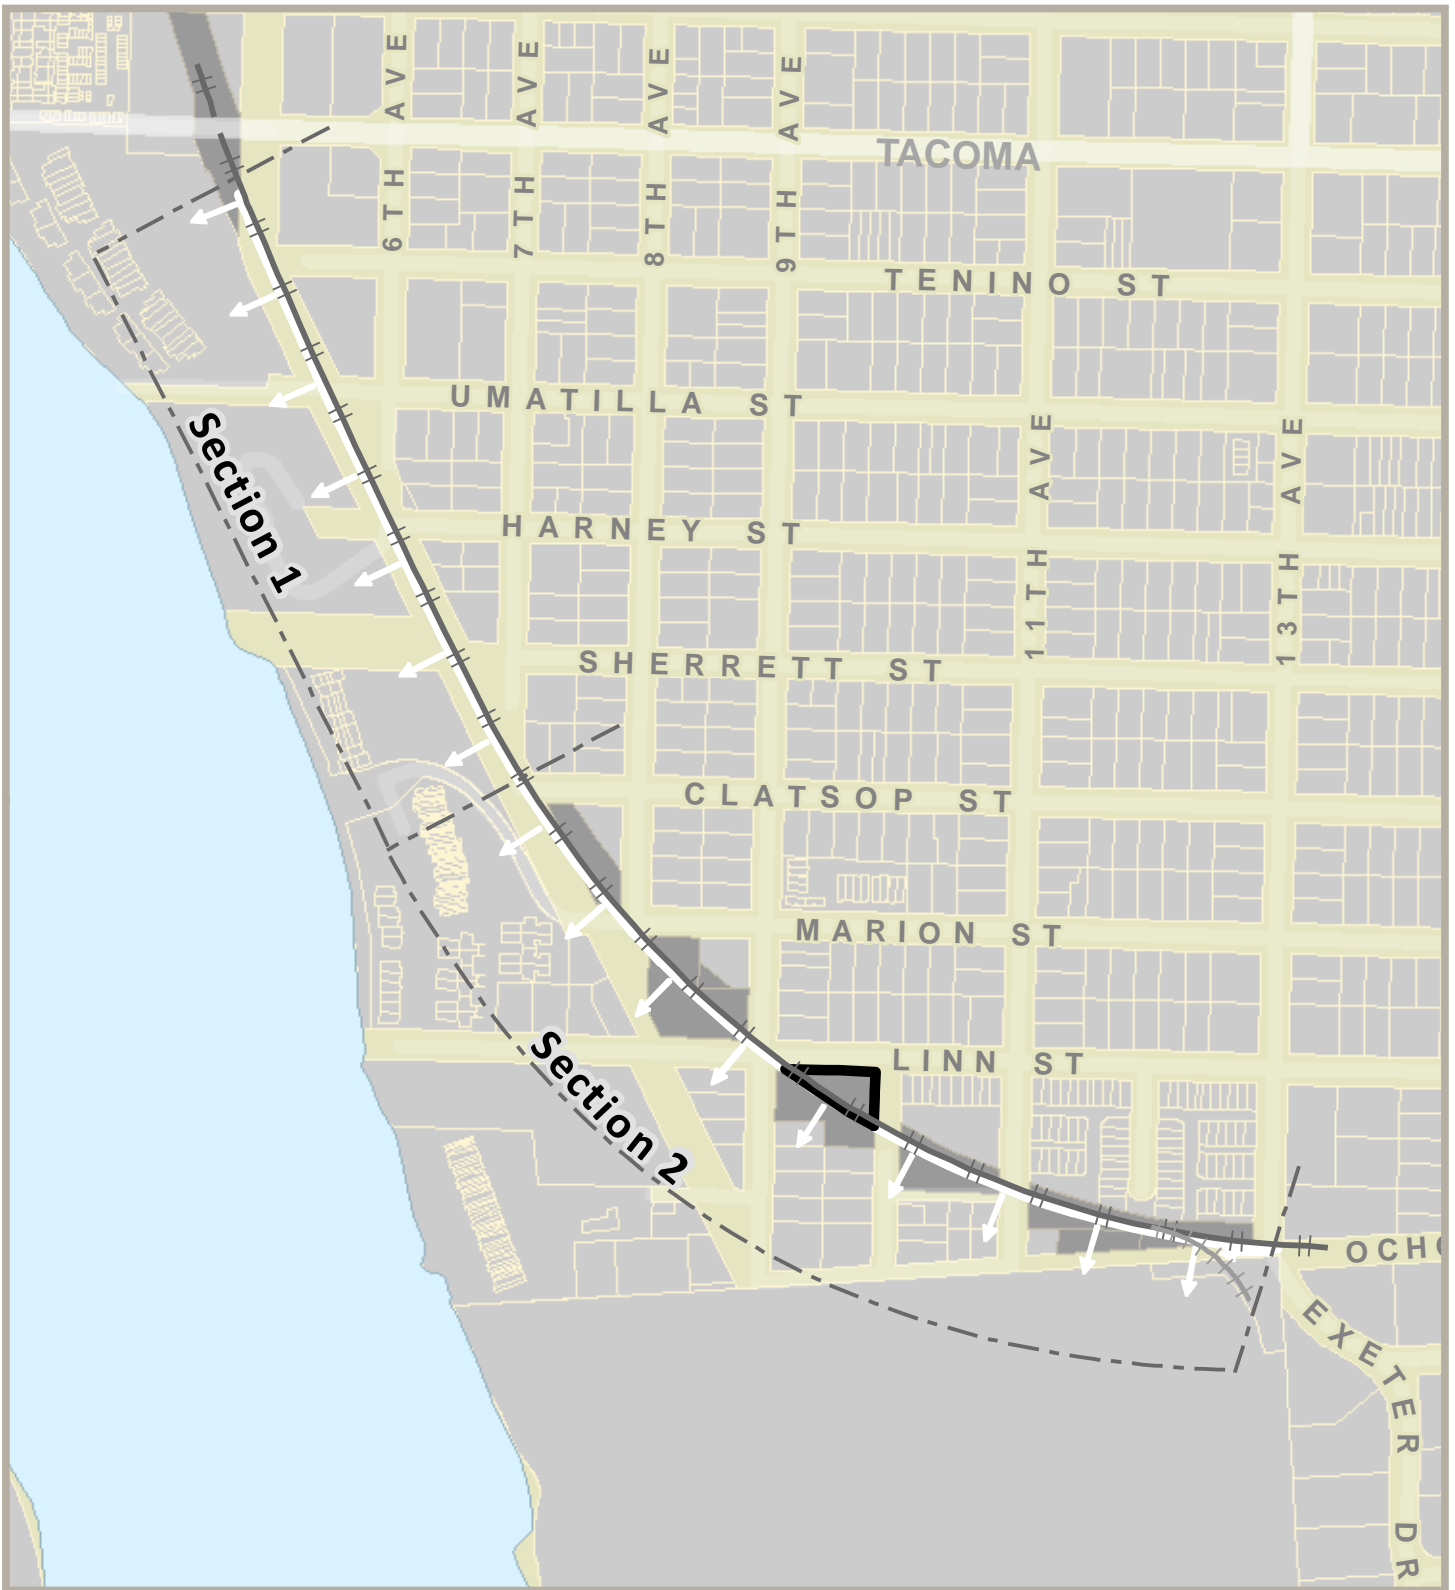 6TH AVE
7TH AVE
8TH AVE
9TH AVE
TACOMA
TENINO ST
UMATILLA ST
11TH AVE
13TH AVE
Section 1
HARNEY ST
SHERRETT ST
CLATSOP ST
MARION ST
Section 2
LINN ST
OCHO
EXETER DR